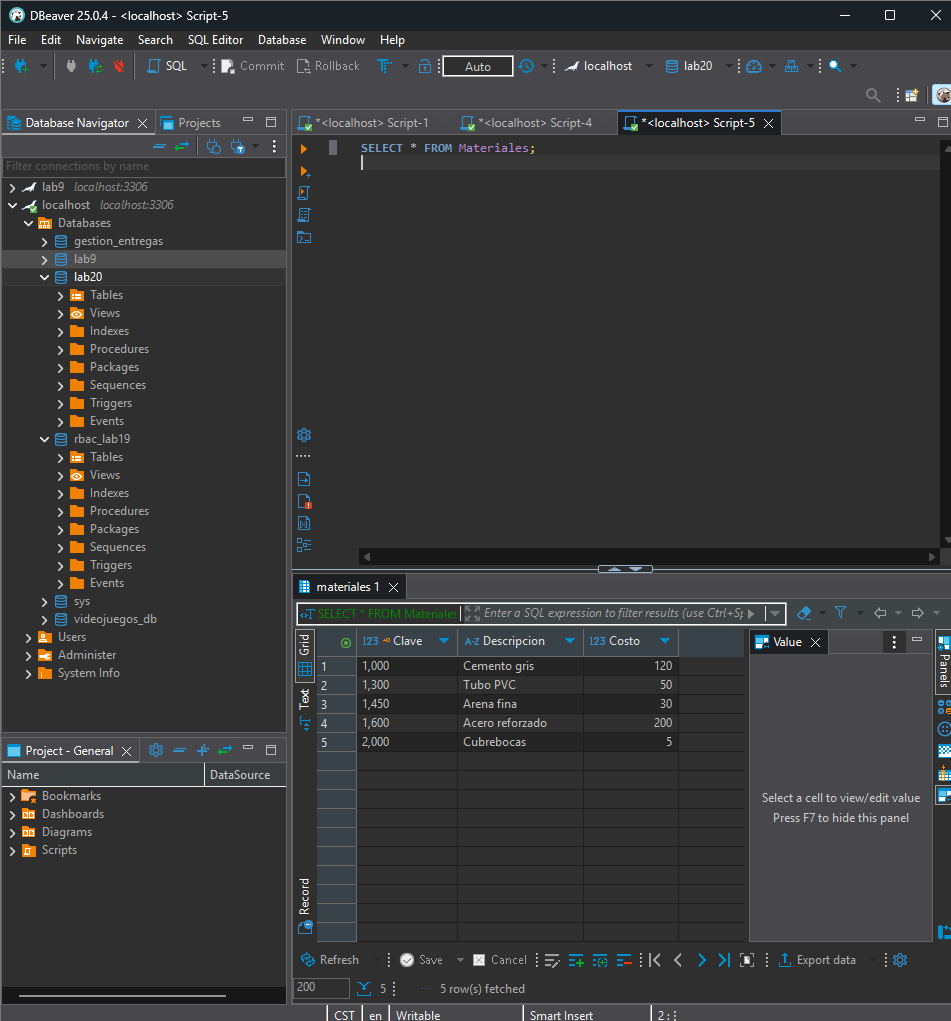 DBeaver 25.0.4 - <localhost> Script-5
File Edit Navigate Search SQL Editor Database Window Help
SQL Commit Rollback Auto localhost lab20
Database Navigator Projects
Filter connections by name
lab9 localhost:3306
localhost localhost:3306
Databases
gestion_entregas
lab9
lab20
Tables
Views
Indexes
Procedures
Packages
Sequences
Triggers
Events
rbac_lab19
Tables
Views
Indexes
Procedures
Packages
Sequences
Triggers
Events
sys
videojuegos_db
Users
Administer
System Info
Project - General
Name DataSource
Bookmarks
Dashboards
Diagrams
Scripts
*<localhost> Script-1 *<localhost> Script-4 *<localhost> Script-5
SELECT * FROM Materiales;
materiales 1
SELECT * FROM Materiales Enter a SQL expression to filter results (use Ctrl+Sp
Grid
Text
Record
123 Clave A-Z Descripcion 123 Costo
1 1,000 Cemento gris 120
2 1,300 Tubo PVC 50
3 1,450 Arena fina 30
4 1,600 Acero reforzado 200
5 2,000 Cubrebocas 5
Value
Select a cell to view/edit value
Press F7 to hide this panel
Panels
Refresh Save Cancel Export data
200 5 5 row(s) fetched
CST en Writable Smart Insert 2 :